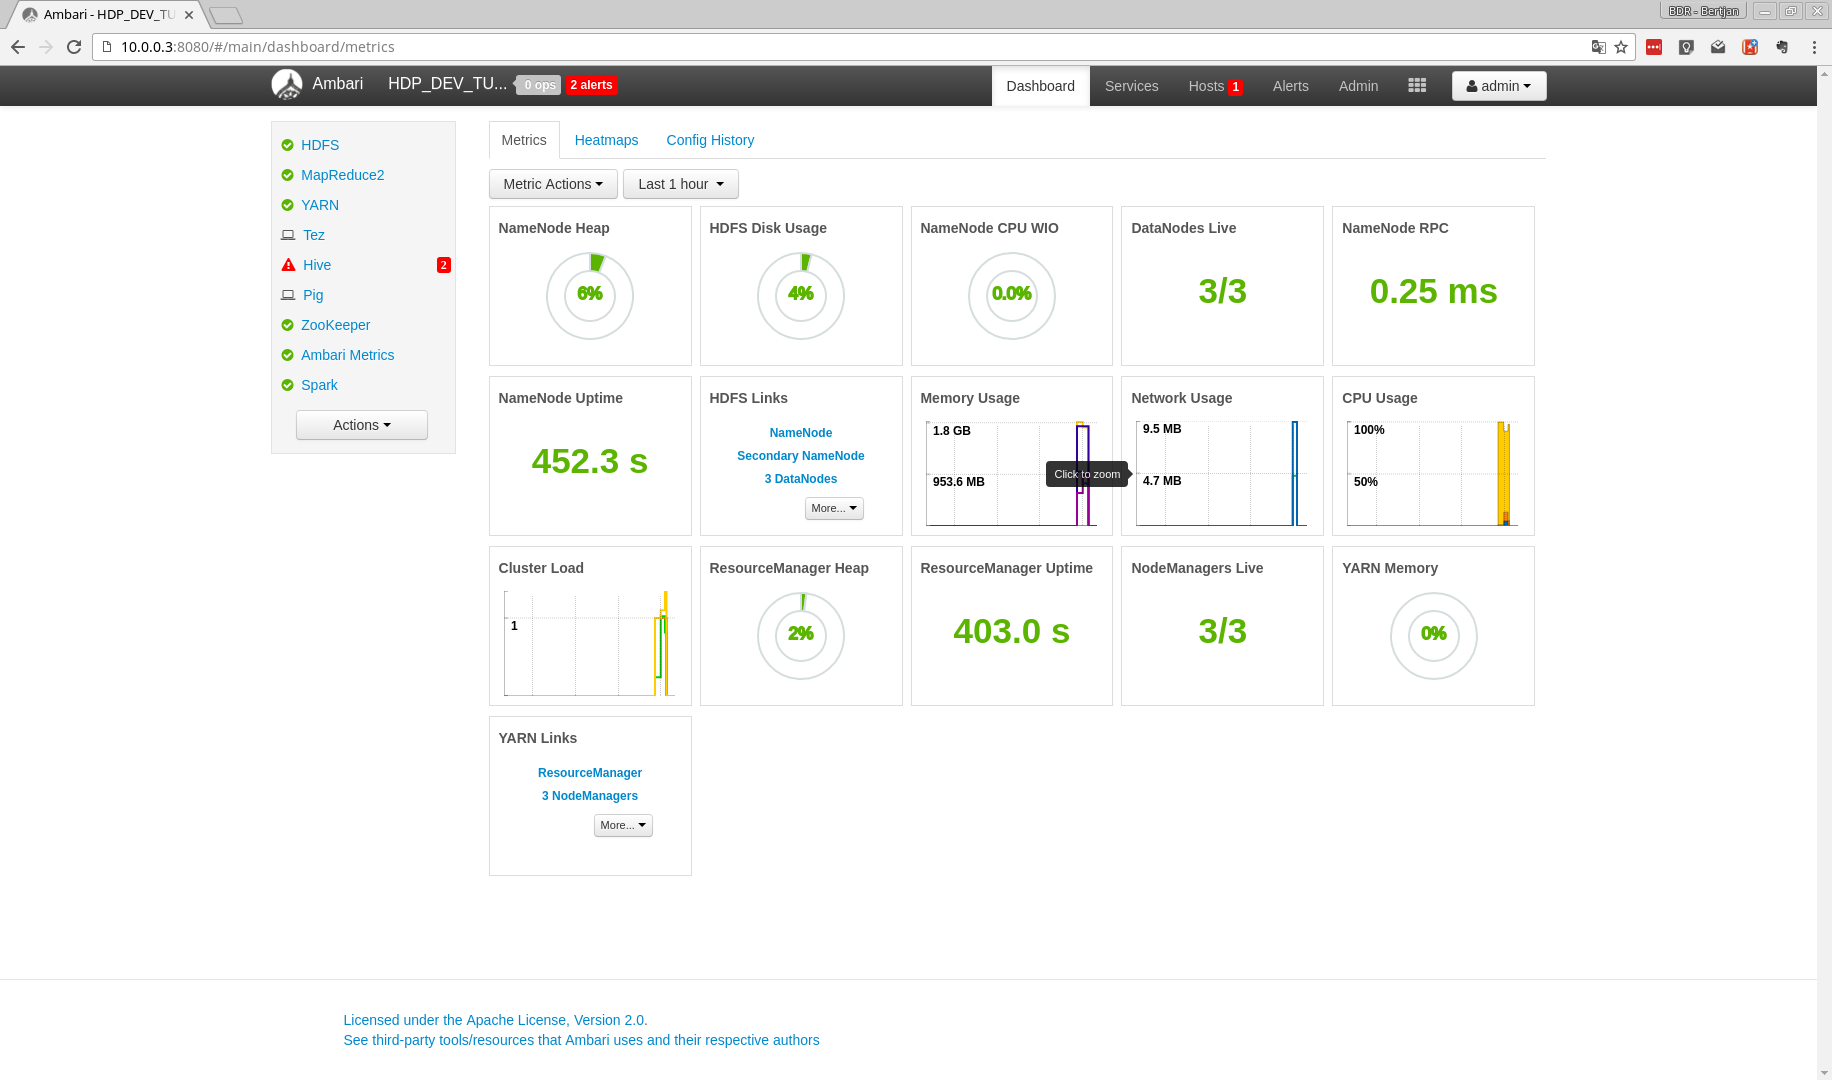 Ambari - HDP_DEV_TU
BDR - Bertjan
10.0.0.3:8080/#/main/dashboard/metrics
Ambari HDP_DEV_TU... 0 ops 2 alerts Dashboard Services Hosts 1 Alerts Admin admin
HDFS
MapReduce2
YARN
Tez
Hive 2
Pig
ZooKeeper
Ambari Metrics
Spark
Actions
Metrics Heatmaps Config History
Metric Actions Last 1 hour
NameNode Heap
6%
HDFS Disk Usage
4%
NameNode CPU WIO
0.0%
DataNodes Live
3/3
NameNode RPC
0.25 ms
NameNode Uptime
452.3 s
HDFS Links
NameNode
Secondary NameNode
3 DataNodes
More...
Memory Usage
1.8 GB
953.6 MB
Click to zoom
Network Usage
9.5 MB
4.7 MB
CPU Usage
100%
50%
Cluster Load
1
ResourceManager Heap
2%
ResourceManager Uptime
403.0 s
NodeManagers Live
3/3
YARN Memory
0%
YARN Links
ResourceManager
3 NodeManagers
More...
Licensed under the Apache License, Version 2.0.
See third-party tools/resources that Ambari uses and their respective authors